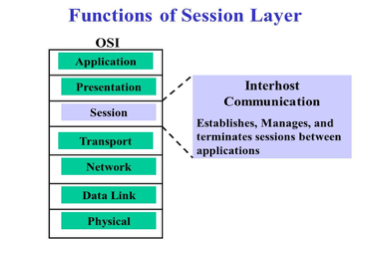 Functions of Session Layer
OSI
Application
Presentation
Session
Transport
Network
Data Link
Physical
Interhost
Communication
Establishes, Manages, and
terminates sessions between
applications